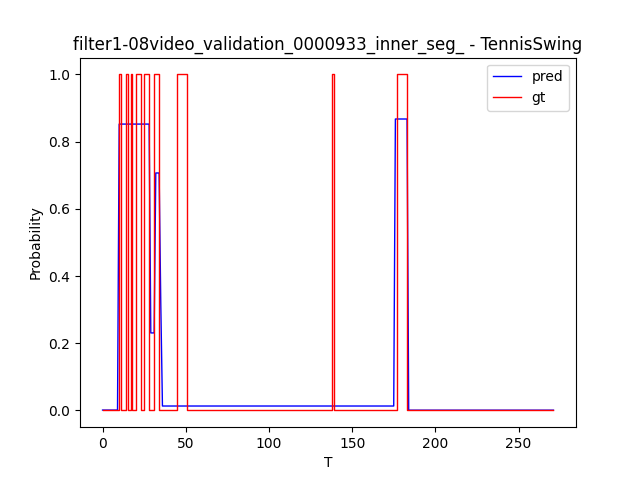 filter1-08video_validation_0000933_inner_seg_ - TennisSwing
pred
gt
1.0
0.8
0.6
0.4
0.2
0.0
Probability
0
50
100
150
200
250
T